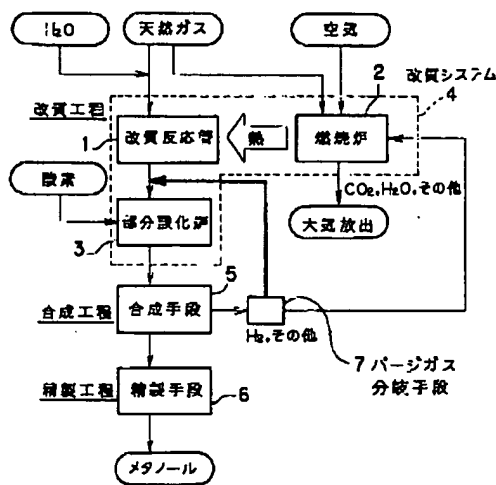 H₂O
天然ガス
空気
改質システム
4
2
改質工程
1
改質反応管
熱
燃焼炉
酸素
CO₂,H₂O,その他
部分酸化炉
大気放出
3
5
合成工程
合成手段
H₂,その他
7 パージガス
分岐手段
精製工程
精製手段
6
メタノール